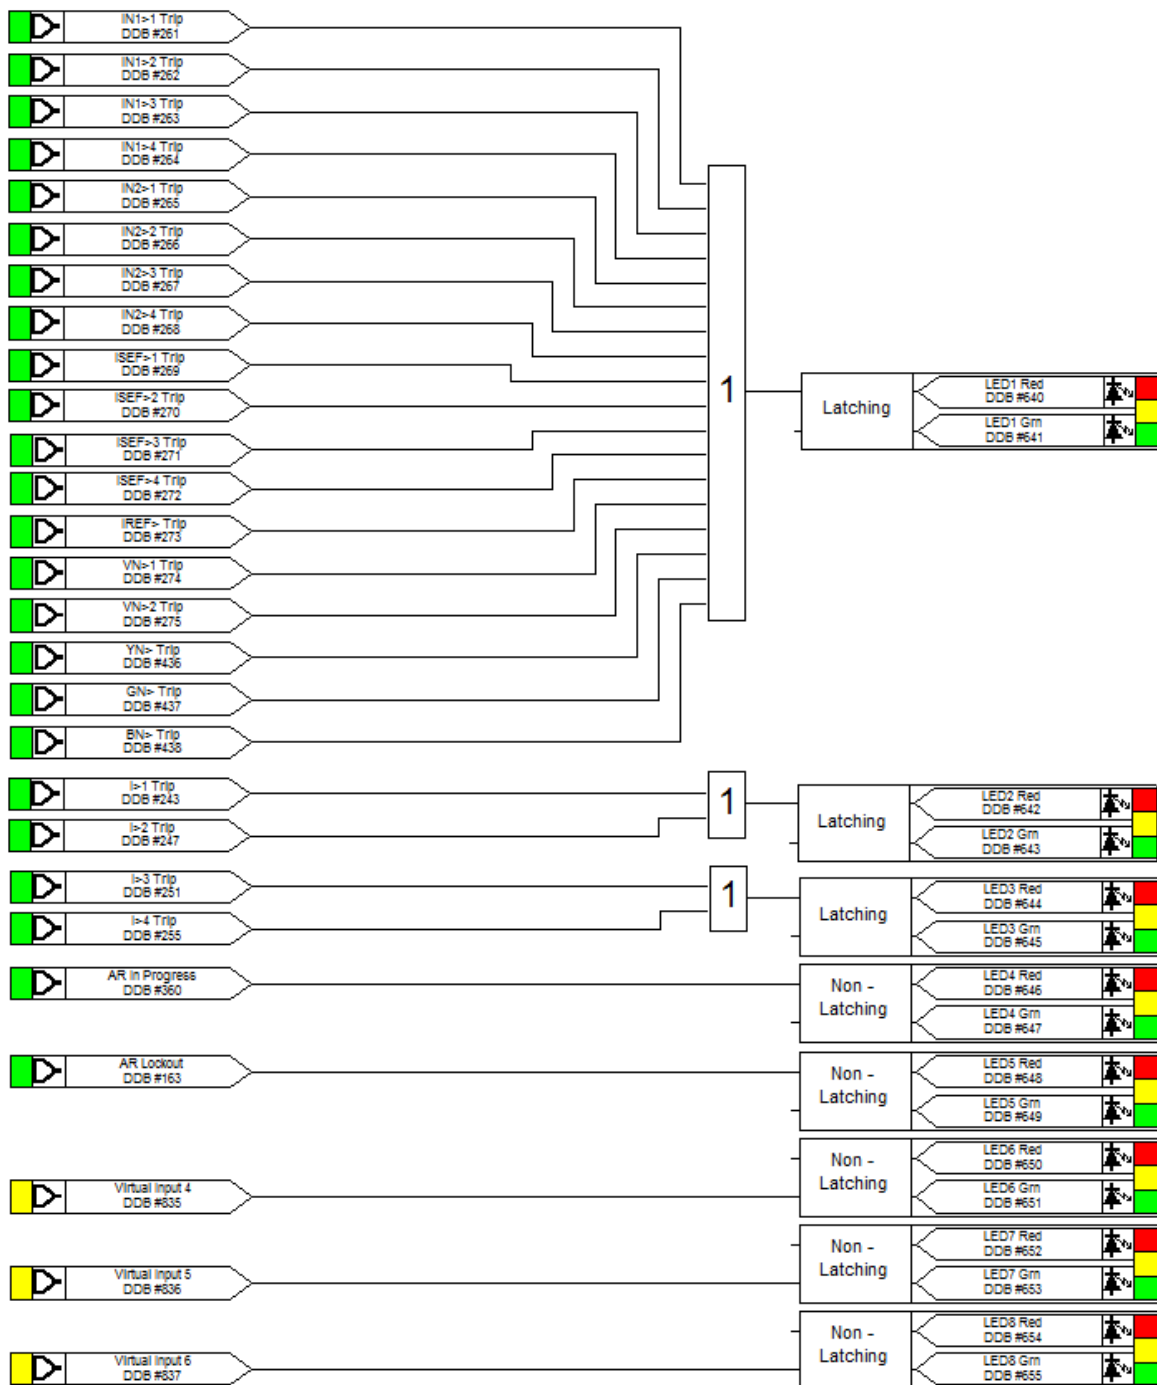 IN1>1 Trip
DDB #261
IN1>2 Trip
DDB #262
IN1>3 Trip
DDB #263
IN1>4 Trip
DDB #264
IN2>1 Trip
DDB #265
IN2>2 Trip
DDB #266
IN2>3 Trip
DDB #267
IN2>4 Trip
DDB #268
ISEF>1 Trip
DDB #269
ISEF>2 Trip
DDB #270
ISEF>3 Trip
DDB #271
ISEF>4 Trip
DDB #272
IREF> Trip
DDB #273
VN>1 Trip
DDB #274
VN>2 Trip
DDB #275
YN> Trip
DDB #436
GN> Trip
DDB #437
BN> Trip
DDB #438
1
Latching
LED1 Red
DDB #640
LED1 Grn
DDB #641
I>1 Trip
DDB #243
I>2 Trip
DDB #247
1
Latching
LED2 Red
DDB #642
LED2 Grn
DDB #643
I>3 Trip
DDB #251
I>4 Trip
DDB #255
1
Latching
LED3 Red
DDB #644
LED3 Grn
DDB #645
AR In Progress
DDB #360
Non -
Latching
LED4 Red
DDB #646
LED4 Grn
DDB #647
AR Lockout
DDB #163
Non -
Latching
LED5 Red
DDB #648
LED5 Grn
DDB #649
Virtual Input 4
DDB #835
Non -
Latching
LED6 Red
DDB #650
LED6 Grn
DDB #651
Virtual Input 5
DDB #836
Non -
Latching
LED7 Red
DDB #652
LED7 Grn
DDB #653
Virtual Input 6
DDB #837
Non -
Latching
LED8 Red
DDB #654
LED8 Grn
DDB #655